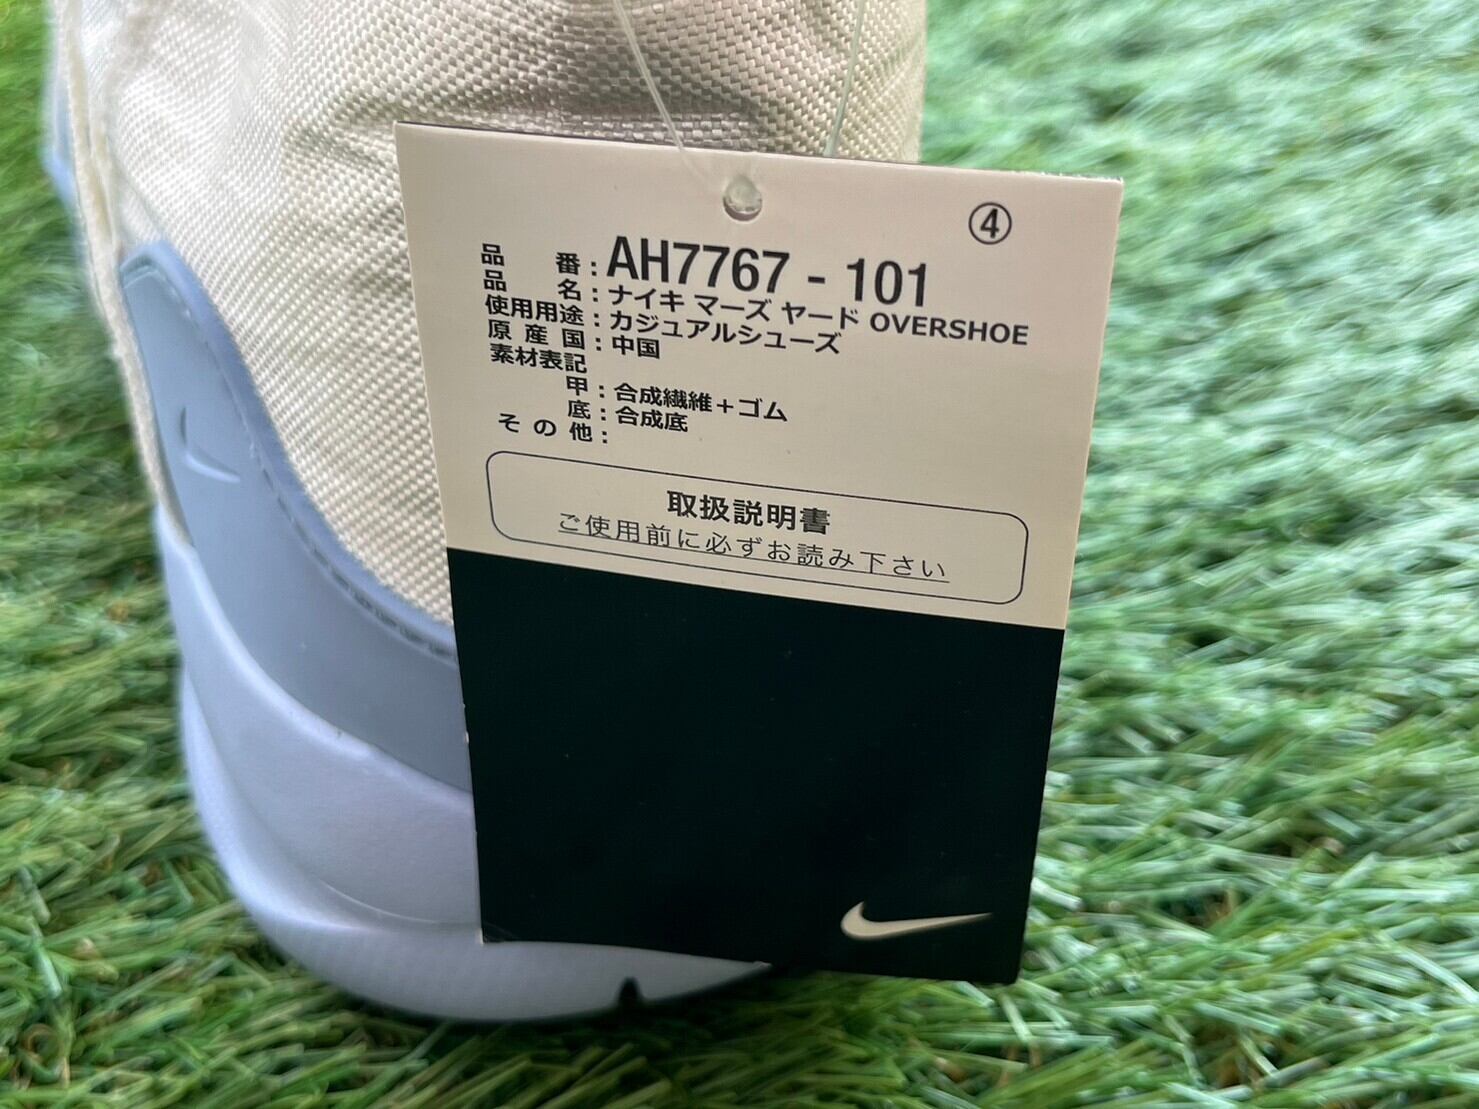 ④
品番：AH7767 - 101
品名：ナイキ マーズ ヤード OVERSHOE
使用用途：カジュアルシューズ
原産国：中国
素材表記
甲：合成繊維＋ゴム
底：合成底
その他：
取扱説明書
ご使用前に必ずお読み下さい